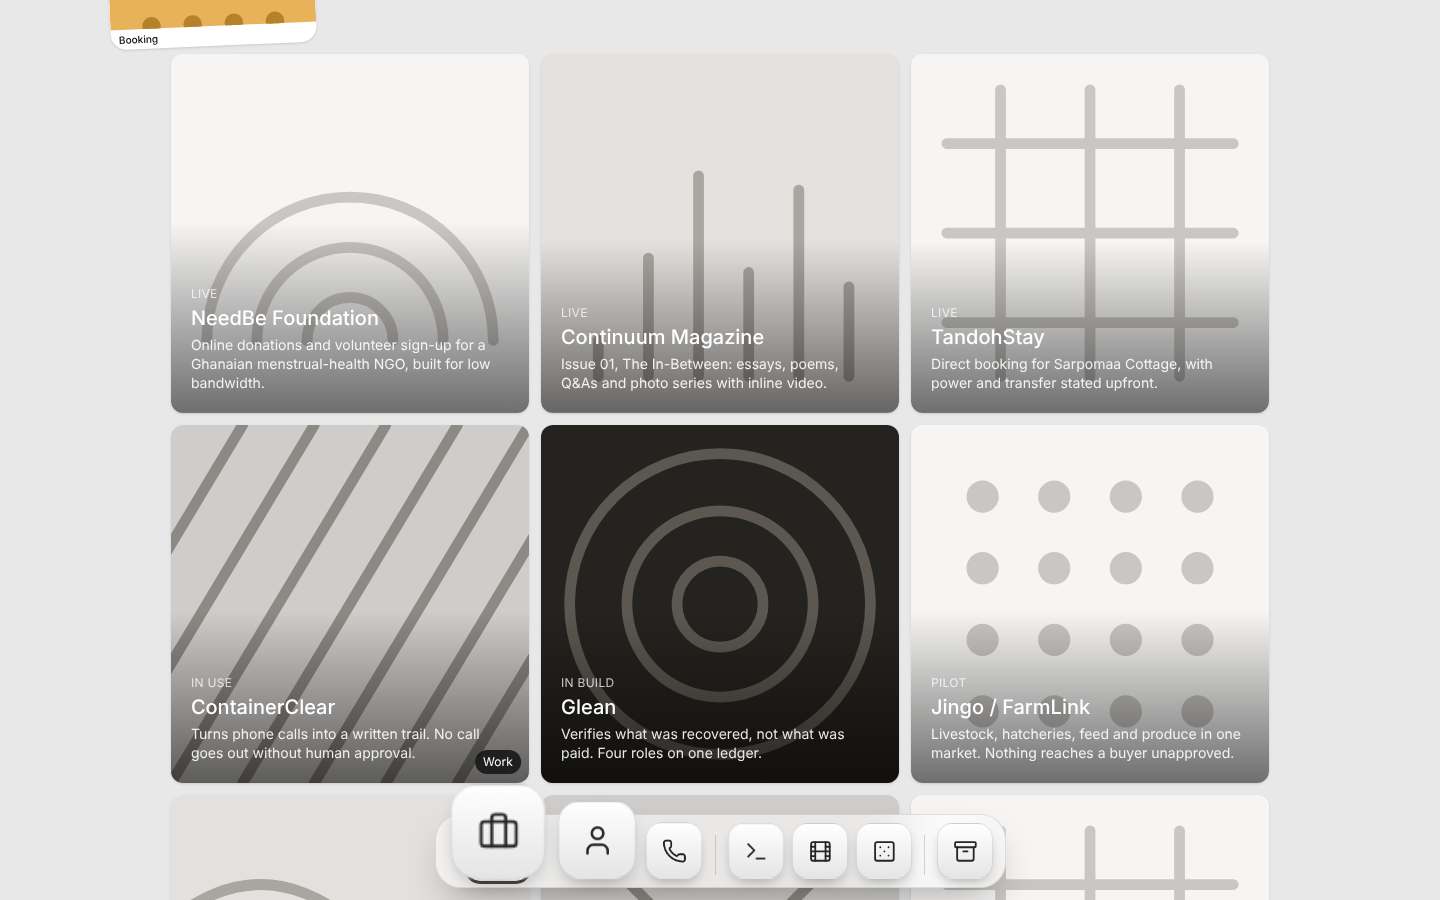 Booking
LIVE
NeedBe Foundation
Online donations and volunteer sign-up for a
Ghanaian menstrual-health NGO, built for low
bandwidth.
LIVE
Continuum Magazine
Issue 01, The In-Between: essays, poems,
Q&As and photo series with inline video.
LIVE
TandohStay
Direct booking for Sarpomaa Cottage, with
power and transfer stated upfront.
IN USE
ContainerClear
Turns phone calls into a written trail. No call
goes out without human approval.
IN BUILD
Glean
Verifies what was recovered, not what was
paid. Four roles on one ledger.
PILOT
Jingo / FarmLink
Livestock, hatcheries, feed and produce in one
market. Nothing reaches a buyer unapproved.
Work